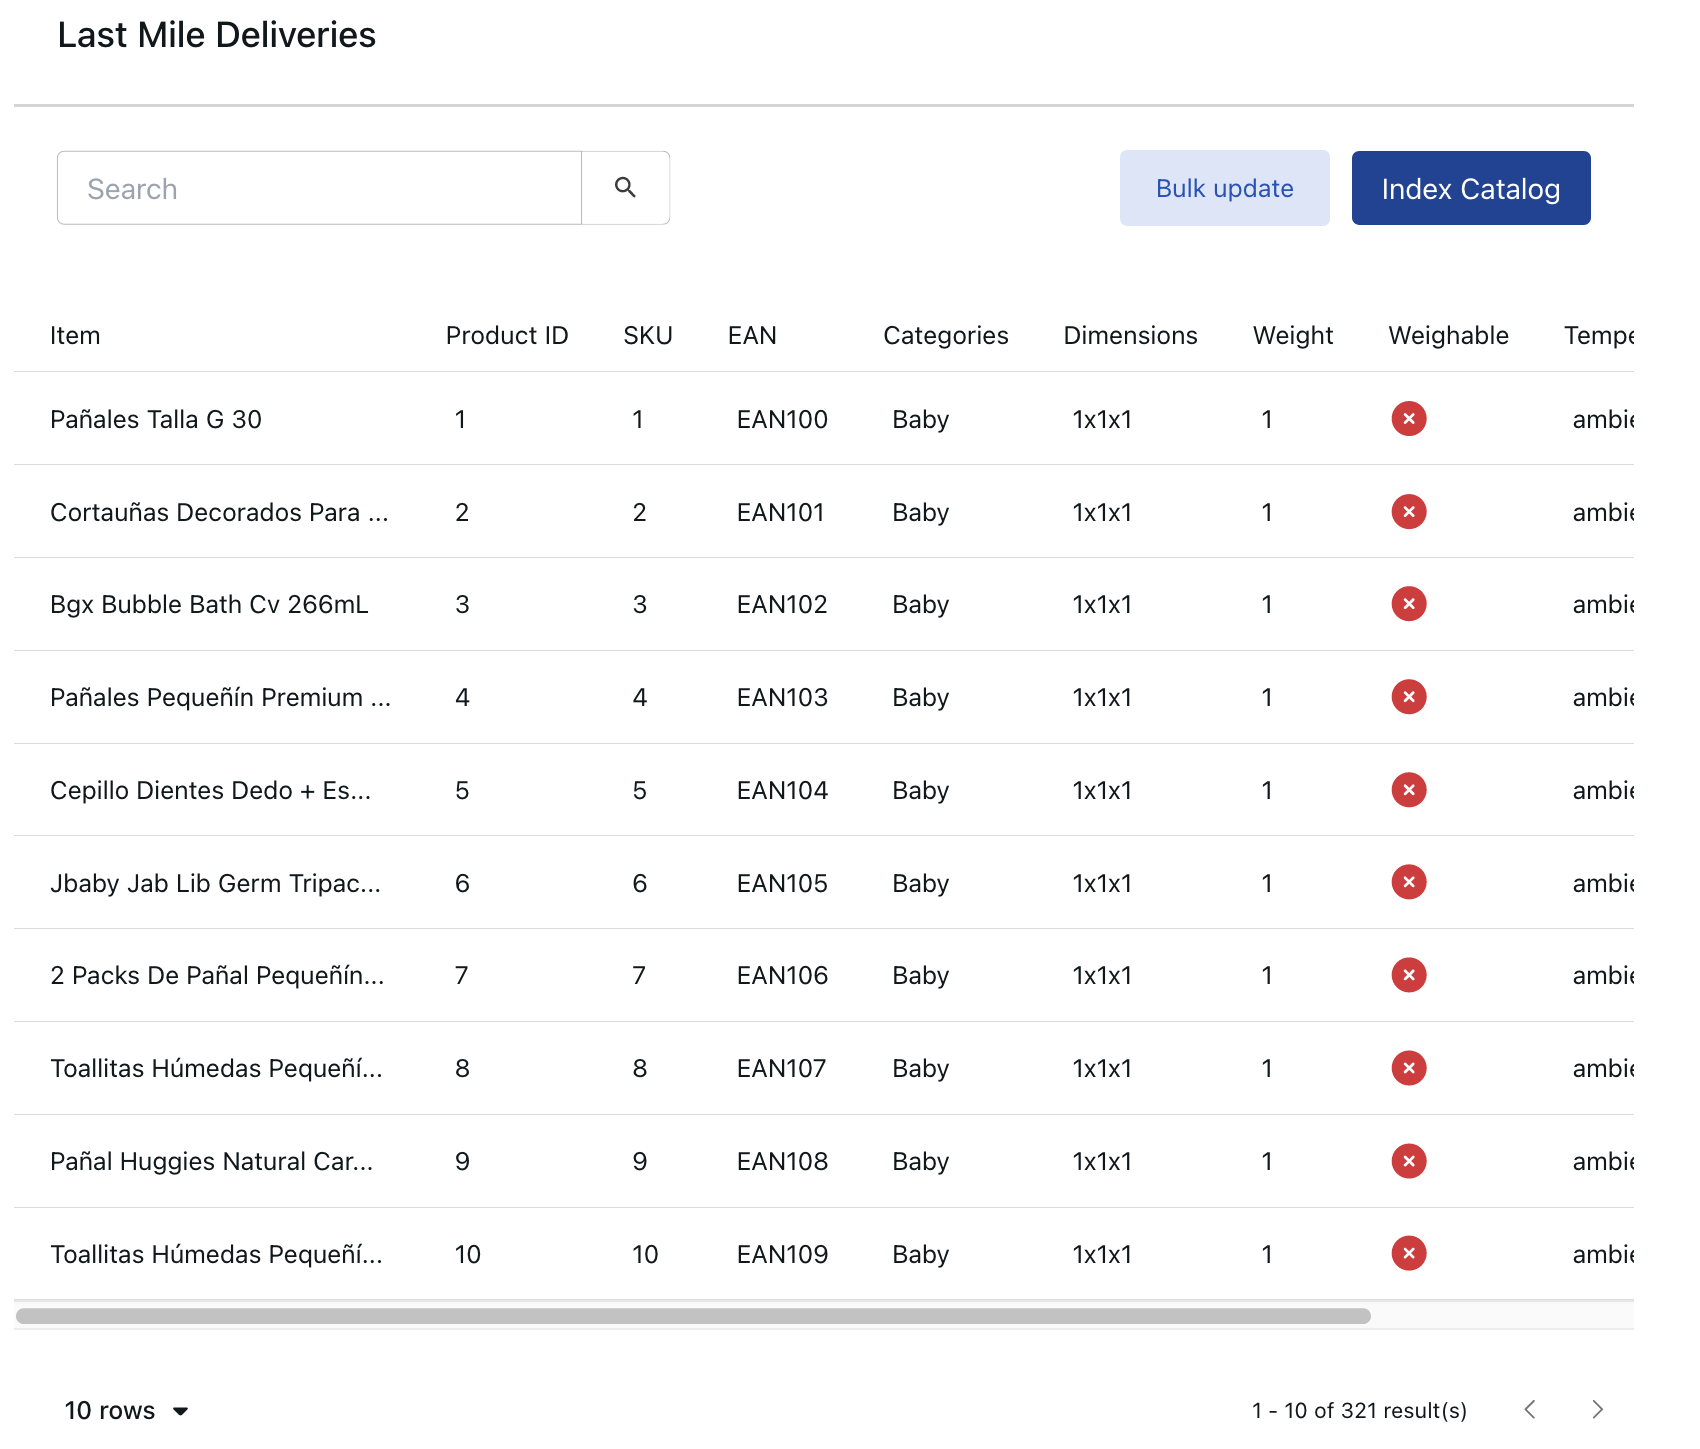 Last Mile Deliveries
Search
Bulk update
Index Catalog
Item Product ID SKU EAN Categories Dimensions Weight Weighable Tempe
Pañales Talla G 30 1 1 EAN100 Baby 1x1x1 1 ambie
Cortauñas Decorados Para ... 2 2 EAN101 Baby 1x1x1 1 ambie
Bgx Bubble Bath Cv 266mL 3 3 EAN102 Baby 1x1x1 1 ambie
Pañales Pequeñín Premium ... 4 4 EAN103 Baby 1x1x1 1 ambie
Cepillo Dientes Dedo + Es... 5 5 EAN104 Baby 1x1x1 1 ambie
Jbaby Jab Lib Germ Tripac... 6 6 EAN105 Baby 1x1x1 1 ambie
2 Packs De Pañal Pequeñín... 7 7 EAN106 Baby 1x1x1 1 ambie
Toallitas Húmedas Pequeñí... 8 8 EAN107 Baby 1x1x1 1 ambie
Pañal Huggies Natural Car... 9 9 EAN108 Baby 1x1x1 1 ambie
Toallitas Húmedas Pequeñí... 10 10 EAN109 Baby 1x1x1 1 ambie
10 rows
1 - 10 of 321 result(s)